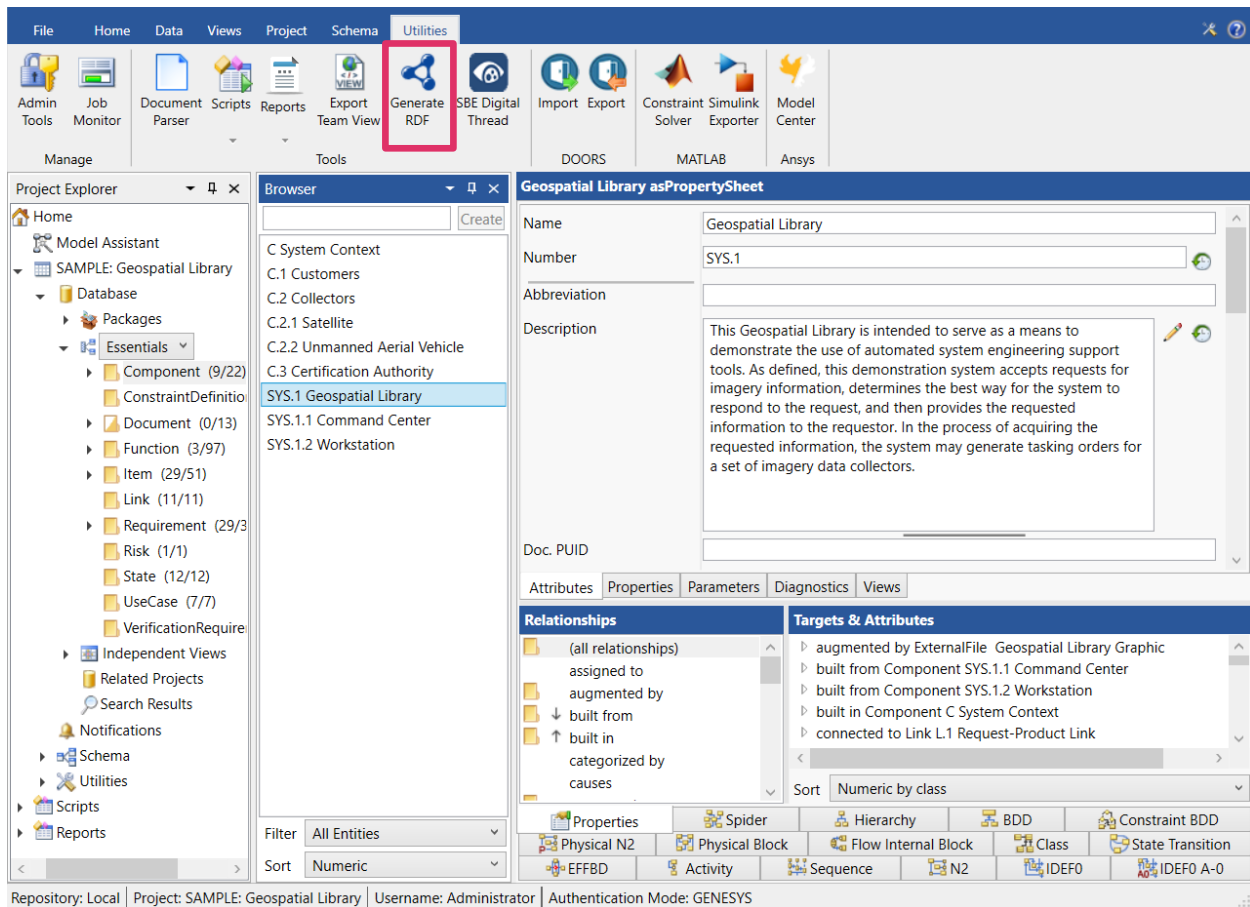 File Home Data Views Project Schema Utilities
Admin Tools
Job Monitor
Document Parser
Scripts
Reports
</> VIEW
Export Team View
Generate RDF
SBE Digital Thread
Import
Export
Constraint Solver
Simulink Exporter
Model Center
Manage
Tools
DOORS
MATLAB
Ansys
Project Explorer
Home
Model Assistant
SAMPLE: Geospatial Library
Database
Packages
Essentials
Component (9/22)
ConstraintDefinitio
Document (0/13)
Function (3/97)
Item (29/51)
Link (11/11)
Requirement (29/3
Risk (1/1)
State (12/12)
UseCase (7/7)
VerificationRequire
Independent Views
Related Projects
Search Results
Notifications
Schema
Utilities
Scripts
Reports
Browser
Create
C System Context
C.1 Customers
C.2 Collectors
C.2.1 Satellite
C.2.2 Unmanned Aerial Vehicle
C.3 Certification Authority
SYS.1 Geospatial Library
SYS.1.1 Command Center
SYS.1.2 Workstation
Filter All Entities
Sort Numeric
Geospatial Library asPropertySheet
Name Geospatial Library
Number SYS.1
Abbreviation
Description
This Geospatial Library is intended to serve as a means to
demonstrate the use of automated system engineering support
tools. As defined, this demonstration system accepts requests for
imagery information, determines the best way for the system to
respond to the request, and then provides the requested
information to the requestor. In the process of acquiring the
requested information, the system may generate tasking orders for
a set of imagery data collectors.
Doc. PUID
Attributes Properties Parameters Diagnostics Views
Relationships
(all relationships)
assigned to
augmented by
built from
built in
categorized by
causes
Targets & Attributes
augmented by ExternalFile Geospatial Library Graphic
built from Component SYS.1.1 Command Center
built from Component SYS.1.2 Workstation
built in Component C System Context
connected to Link L.1 Request-Product Link
Sort Numeric by class
Properties Spider Hierarchy BDD Constraint BDD
Physical N2 Physical Block Flow Internal Block Class State Transition
EFFBD Activity Sequence N2 IDEF0 IDEF0 A-0
Repository: Local Project: SAMPLE: Geospatial Library Username: Administrator Authentication Mode: GENESYS